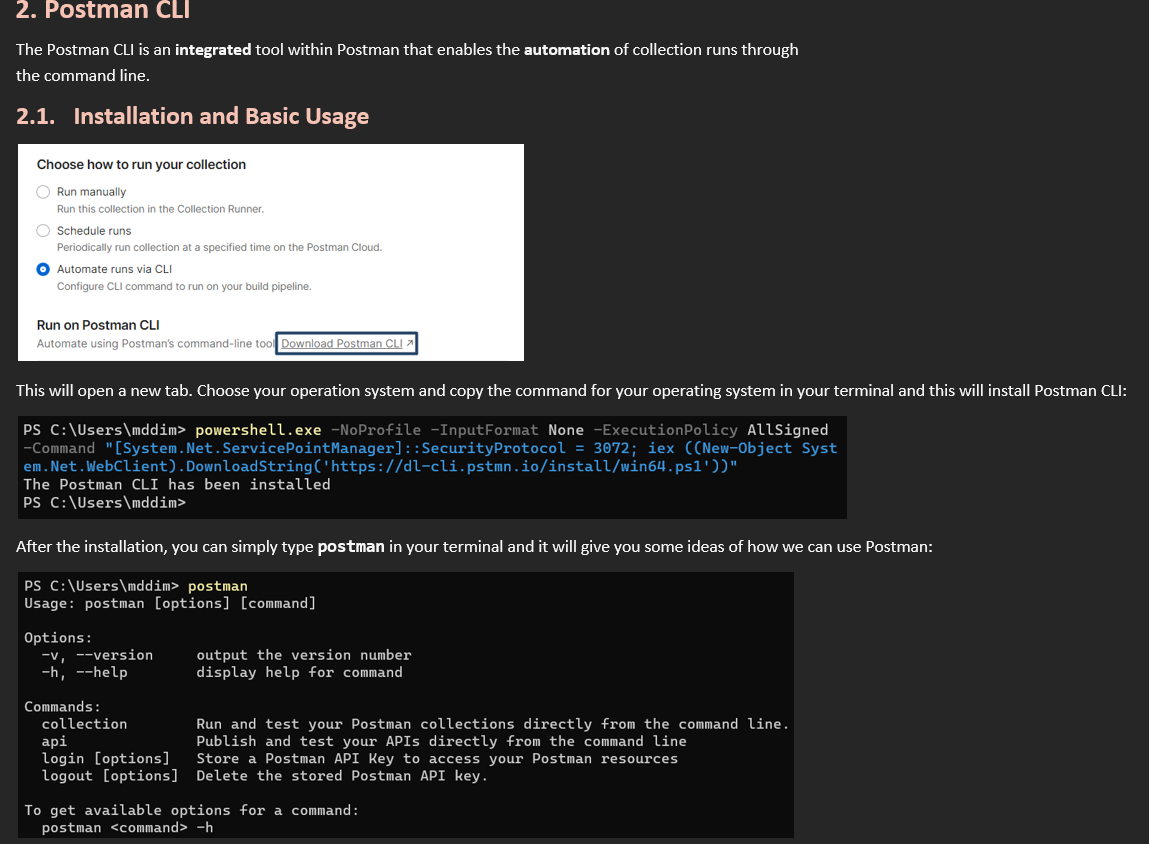 2. Postman CLI
The Postman CLI is an integrated tool within Postman that enables the automation of collection runs through
the command line.
2.1. Installation and Basic Usage
Choose how to run your collection
Run manually
Run this collection in the Collection Runner.
Schedule runs
Periodically run collection at a specified time on the Postman Cloud.
Automate runs via CLI
Configure CLI command to run on your build pipeline.
Run on Postman CLI
Automate using Postman's command-line tool Download Postman CLI ↗
This will open a new tab. Choose your operation system and copy the command for your operating system in your terminal and this will install Postman CLI:
PS C:\Users\mddim> powershell.exe -NoProfile -InputFormat None -ExecutionPolicy AllSigned
-Command "[System.Net.ServicePointManager]::SecurityProtocol = 3072; iex ((New-Object Syst
em.Net.WebClient).DownloadString('https://dl-cli.pstmn.io/install/win64.ps1'))"
The Postman CLI has been installed
PS C:\Users\mddim>
After the installation, you can simply type postman in your terminal and it will give you some ideas of how we can use Postman:
PS C:\Users\mddim> postman
Usage: postman [options] [command]
Options:
-v, --version output the version number
-h, --help display help for command
Commands:
collection Run and test your Postman collections directly from the command line.
api Publish and test your APIs directly from the command line
login [options] Store a Postman API Key to access your Postman resources
logout [options] Delete the stored Postman API key.
To get available options for a command:
postman <command> -h